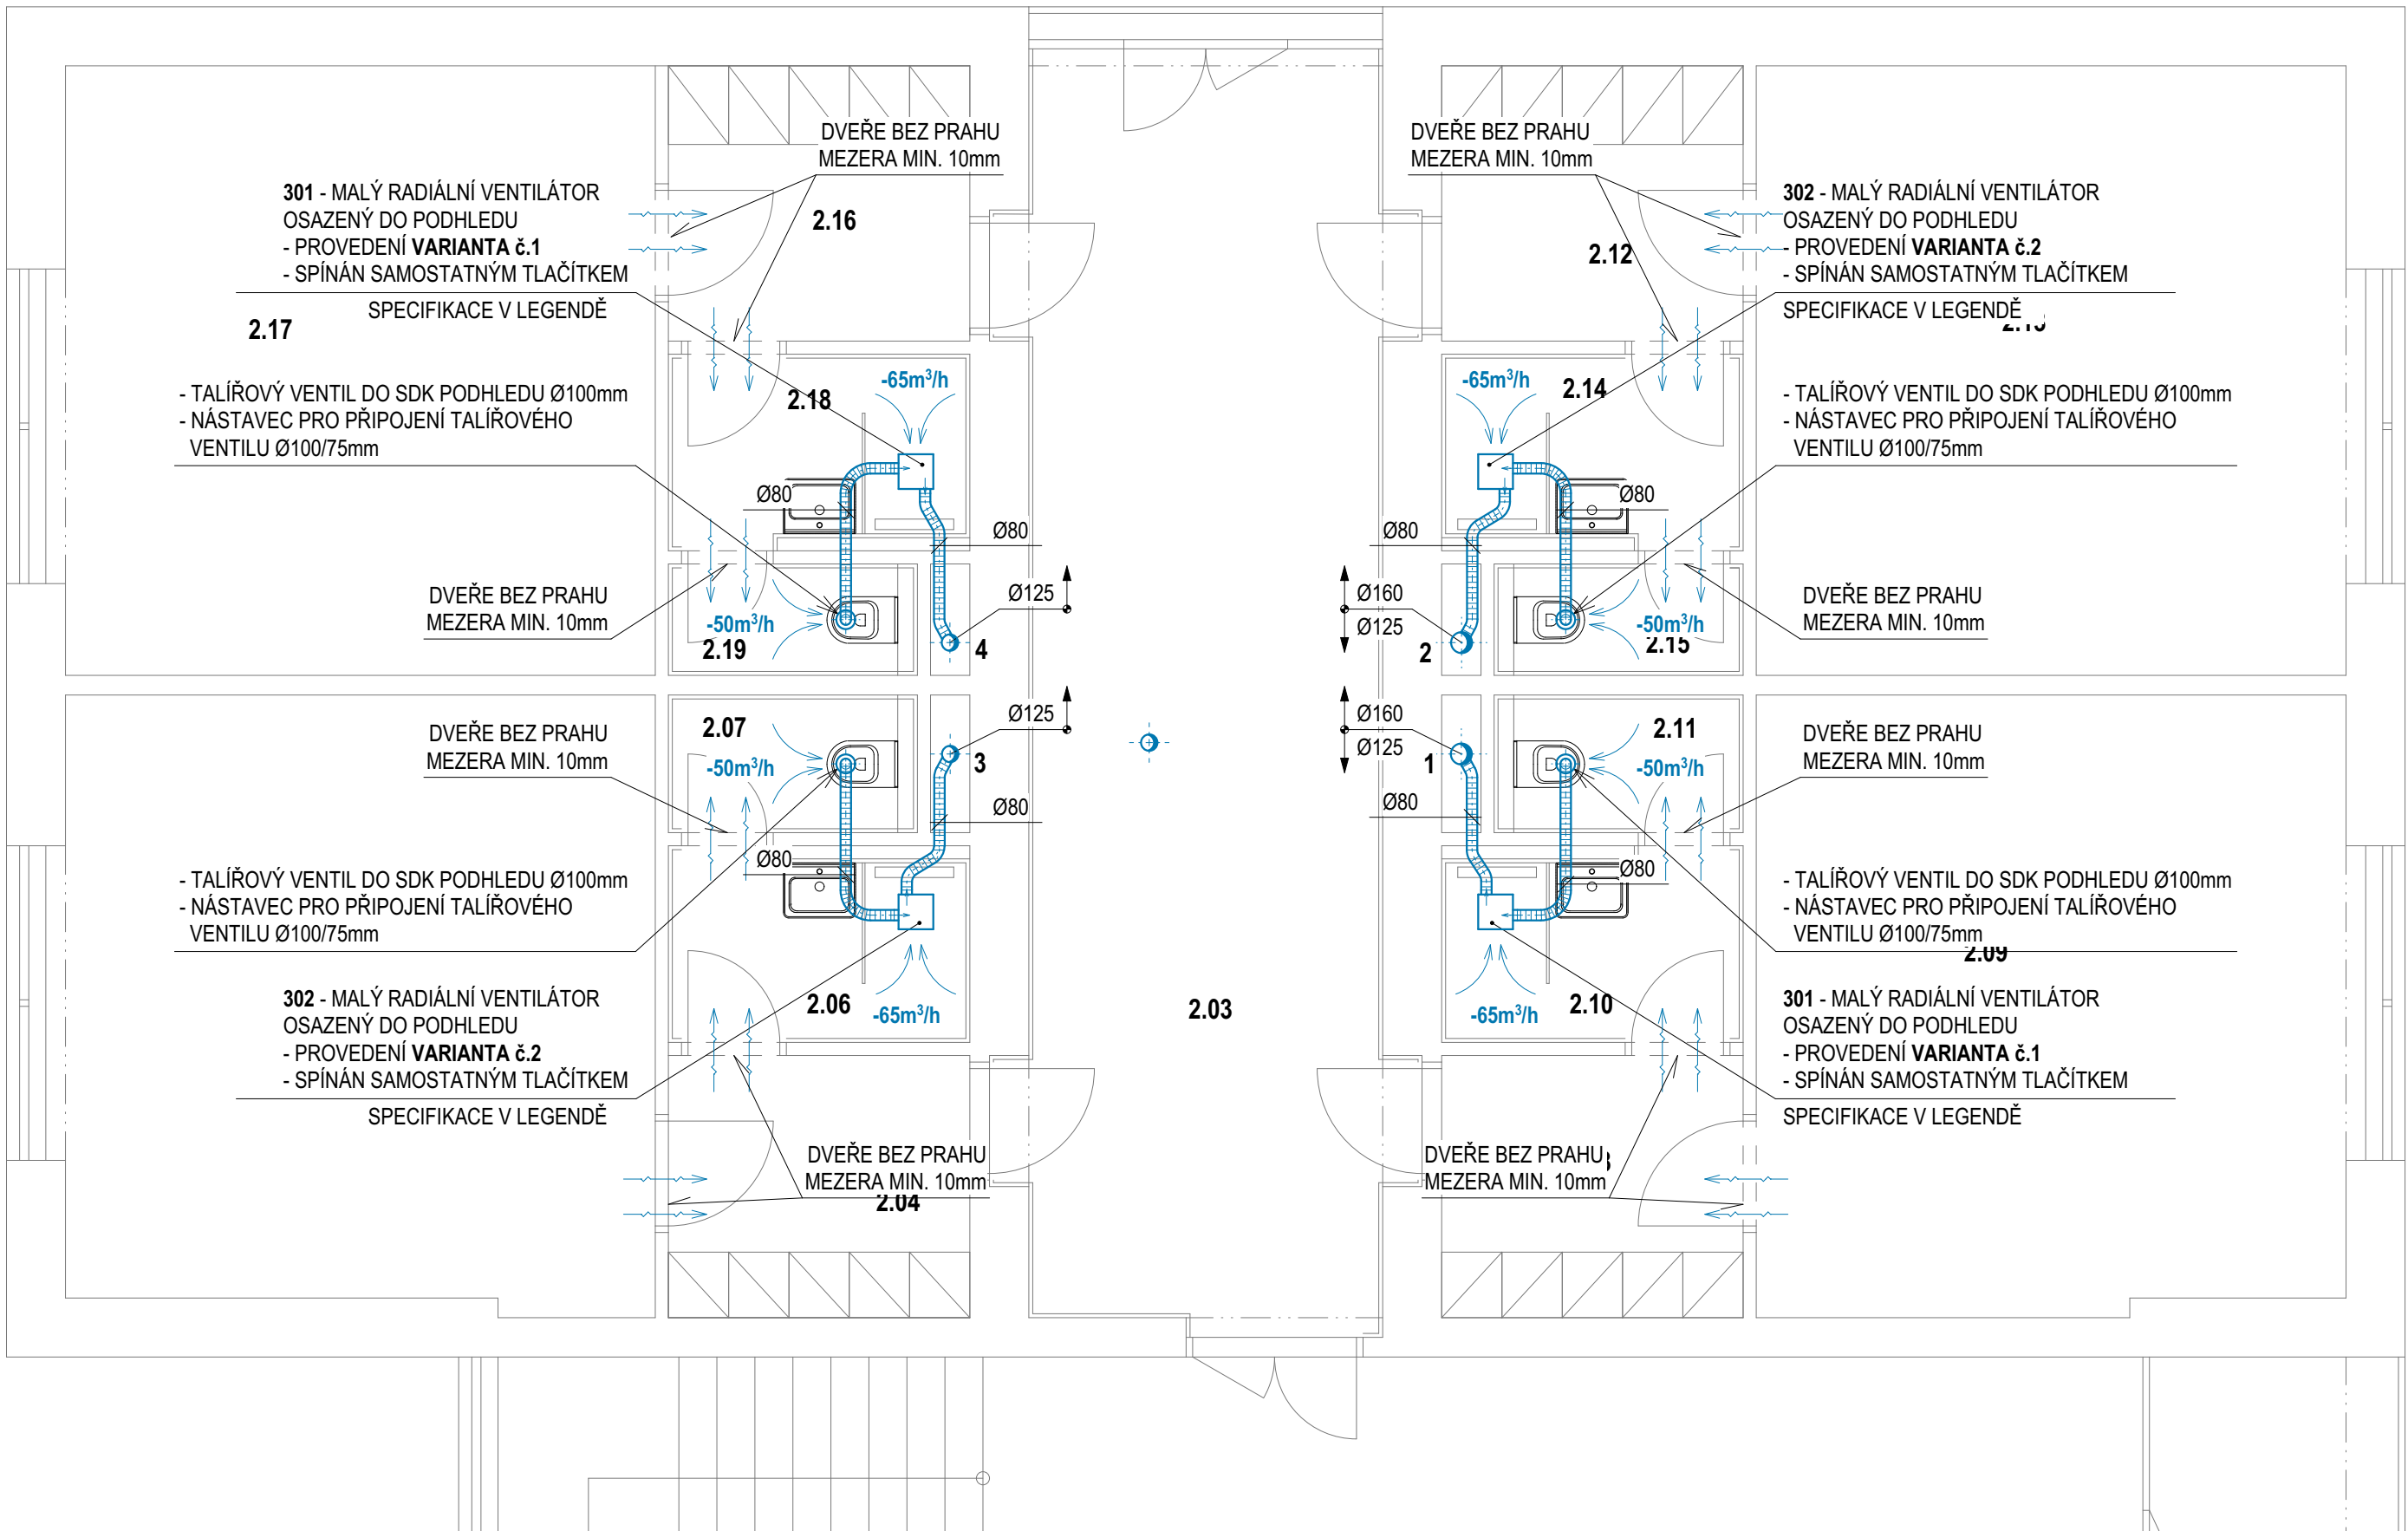 DVEŘE BEZ PRAHU
MEZERA MIN. 10mm
DVEŘE BEZ PRAHU
MEZERA MIN. 10mm
301 - MALÝ RADIÁLNÍ VENTILÁTOR
OSAZENÝ DO PODHLEDU
- PROVEDENÍ VARIANTA č.1
- SPÍNÁN SAMOSTATNÝM TLAČÍTKEM
SPECIFIKACE V LEGENDĚ
2.16
2.12
302 - MALÝ RADIÁLNÍ VENTILÁTOR
OSAZENÝ DO PODHLEDU
- PROVEDENÍ VARIANTA č.2
- SPÍNÁN SAMOSTATNÝM TLAČÍTKEM
SPECIFIKACE V LEGENDĚ
2.17
- TALÍŘOVÝ VENTIL DO SDK PODHLEDU Ø100mm
- NÁSTAVEC PRO PŘIPOJENÍ TALÍŘOVÉHO
VENTILU Ø100/75mm
2.18
-65m³/h
-65m³/h
2.14
- TALÍŘOVÝ VENTIL DO SDK PODHLEDU Ø100mm
- NÁSTAVEC PRO PŘIPOJENÍ TALÍŘOVÉHO
VENTILU Ø100/75mm
Ø80
Ø80
Ø80
Ø80
DVEŘE BEZ PRAHU
MEZERA MIN. 10mm
-50m³/h
2.19
Ø125
4
Ø160
Ø125
2
-50m³/h
2.15
DVEŘE BEZ PRAHU
MEZERA MIN. 10mm
DVEŘE BEZ PRAHU
MEZERA MIN. 10mm
2.07
-50m³/h
Ø125
3
Ø160
Ø125
1
2.11
-50m³/h
DVEŘE BEZ PRAHU
MEZERA MIN. 10mm
Ø80
Ø80
Ø80
Ø80
- TALÍŘOVÝ VENTIL DO SDK PODHLEDU Ø100mm
- NÁSTAVEC PRO PŘIPOJENÍ TALÍŘOVÉHO
VENTILU Ø100/75mm
- TALÍŘOVÝ VENTIL DO SDK PODHLEDU Ø100mm
- NÁSTAVEC PRO PŘIPOJENÍ TALÍŘOVÉHO
VENTILU Ø100/75mm
2.09
302 - MALÝ RADIÁLNÍ VENTILÁTOR
OSAZENÝ DO PODHLEDU
- PROVEDENÍ VARIANTA č.2
- SPÍNÁN SAMOSTATNÝM TLAČÍTKEM
SPECIFIKACE V LEGENDĚ
2.06
-65m³/h
2.03
-65m³/h
2.10
301 - MALÝ RADIÁLNÍ VENTILÁTOR
OSAZENÝ DO PODHLEDU
- PROVEDENÍ VARIANTA č.1
- SPÍNÁN SAMOSTATNÝM TLAČÍTKEM
SPECIFIKACE V LEGENDĚ
DVEŘE BEZ PRAHU
MEZERA MIN. 10mm
2.04
DVEŘE BEZ PRAHU
MEZERA MIN. 10mm